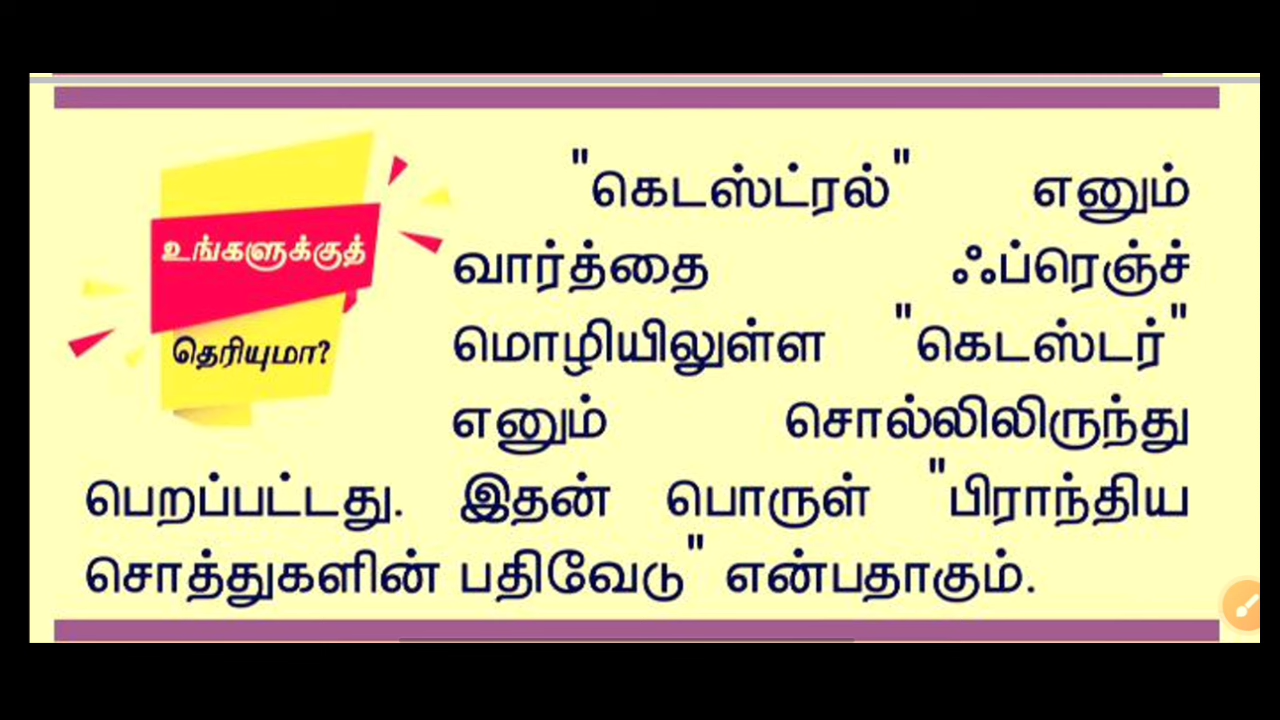 "கெடஸ்ட்ரல்" எனும்
உங்களுக்குத்
வார்த்தை ஃப்ரெஞ்ச்
தெரியுமா?
மொழியிலுள்ள "கெடஸ்டர்"
எனும் சொல்லிலிருந்து
பெறப்பட்டது. இதன் பொருள் "பிராந்திய
சொத்துகளின் பதிவேடு" என்பதாகும்.